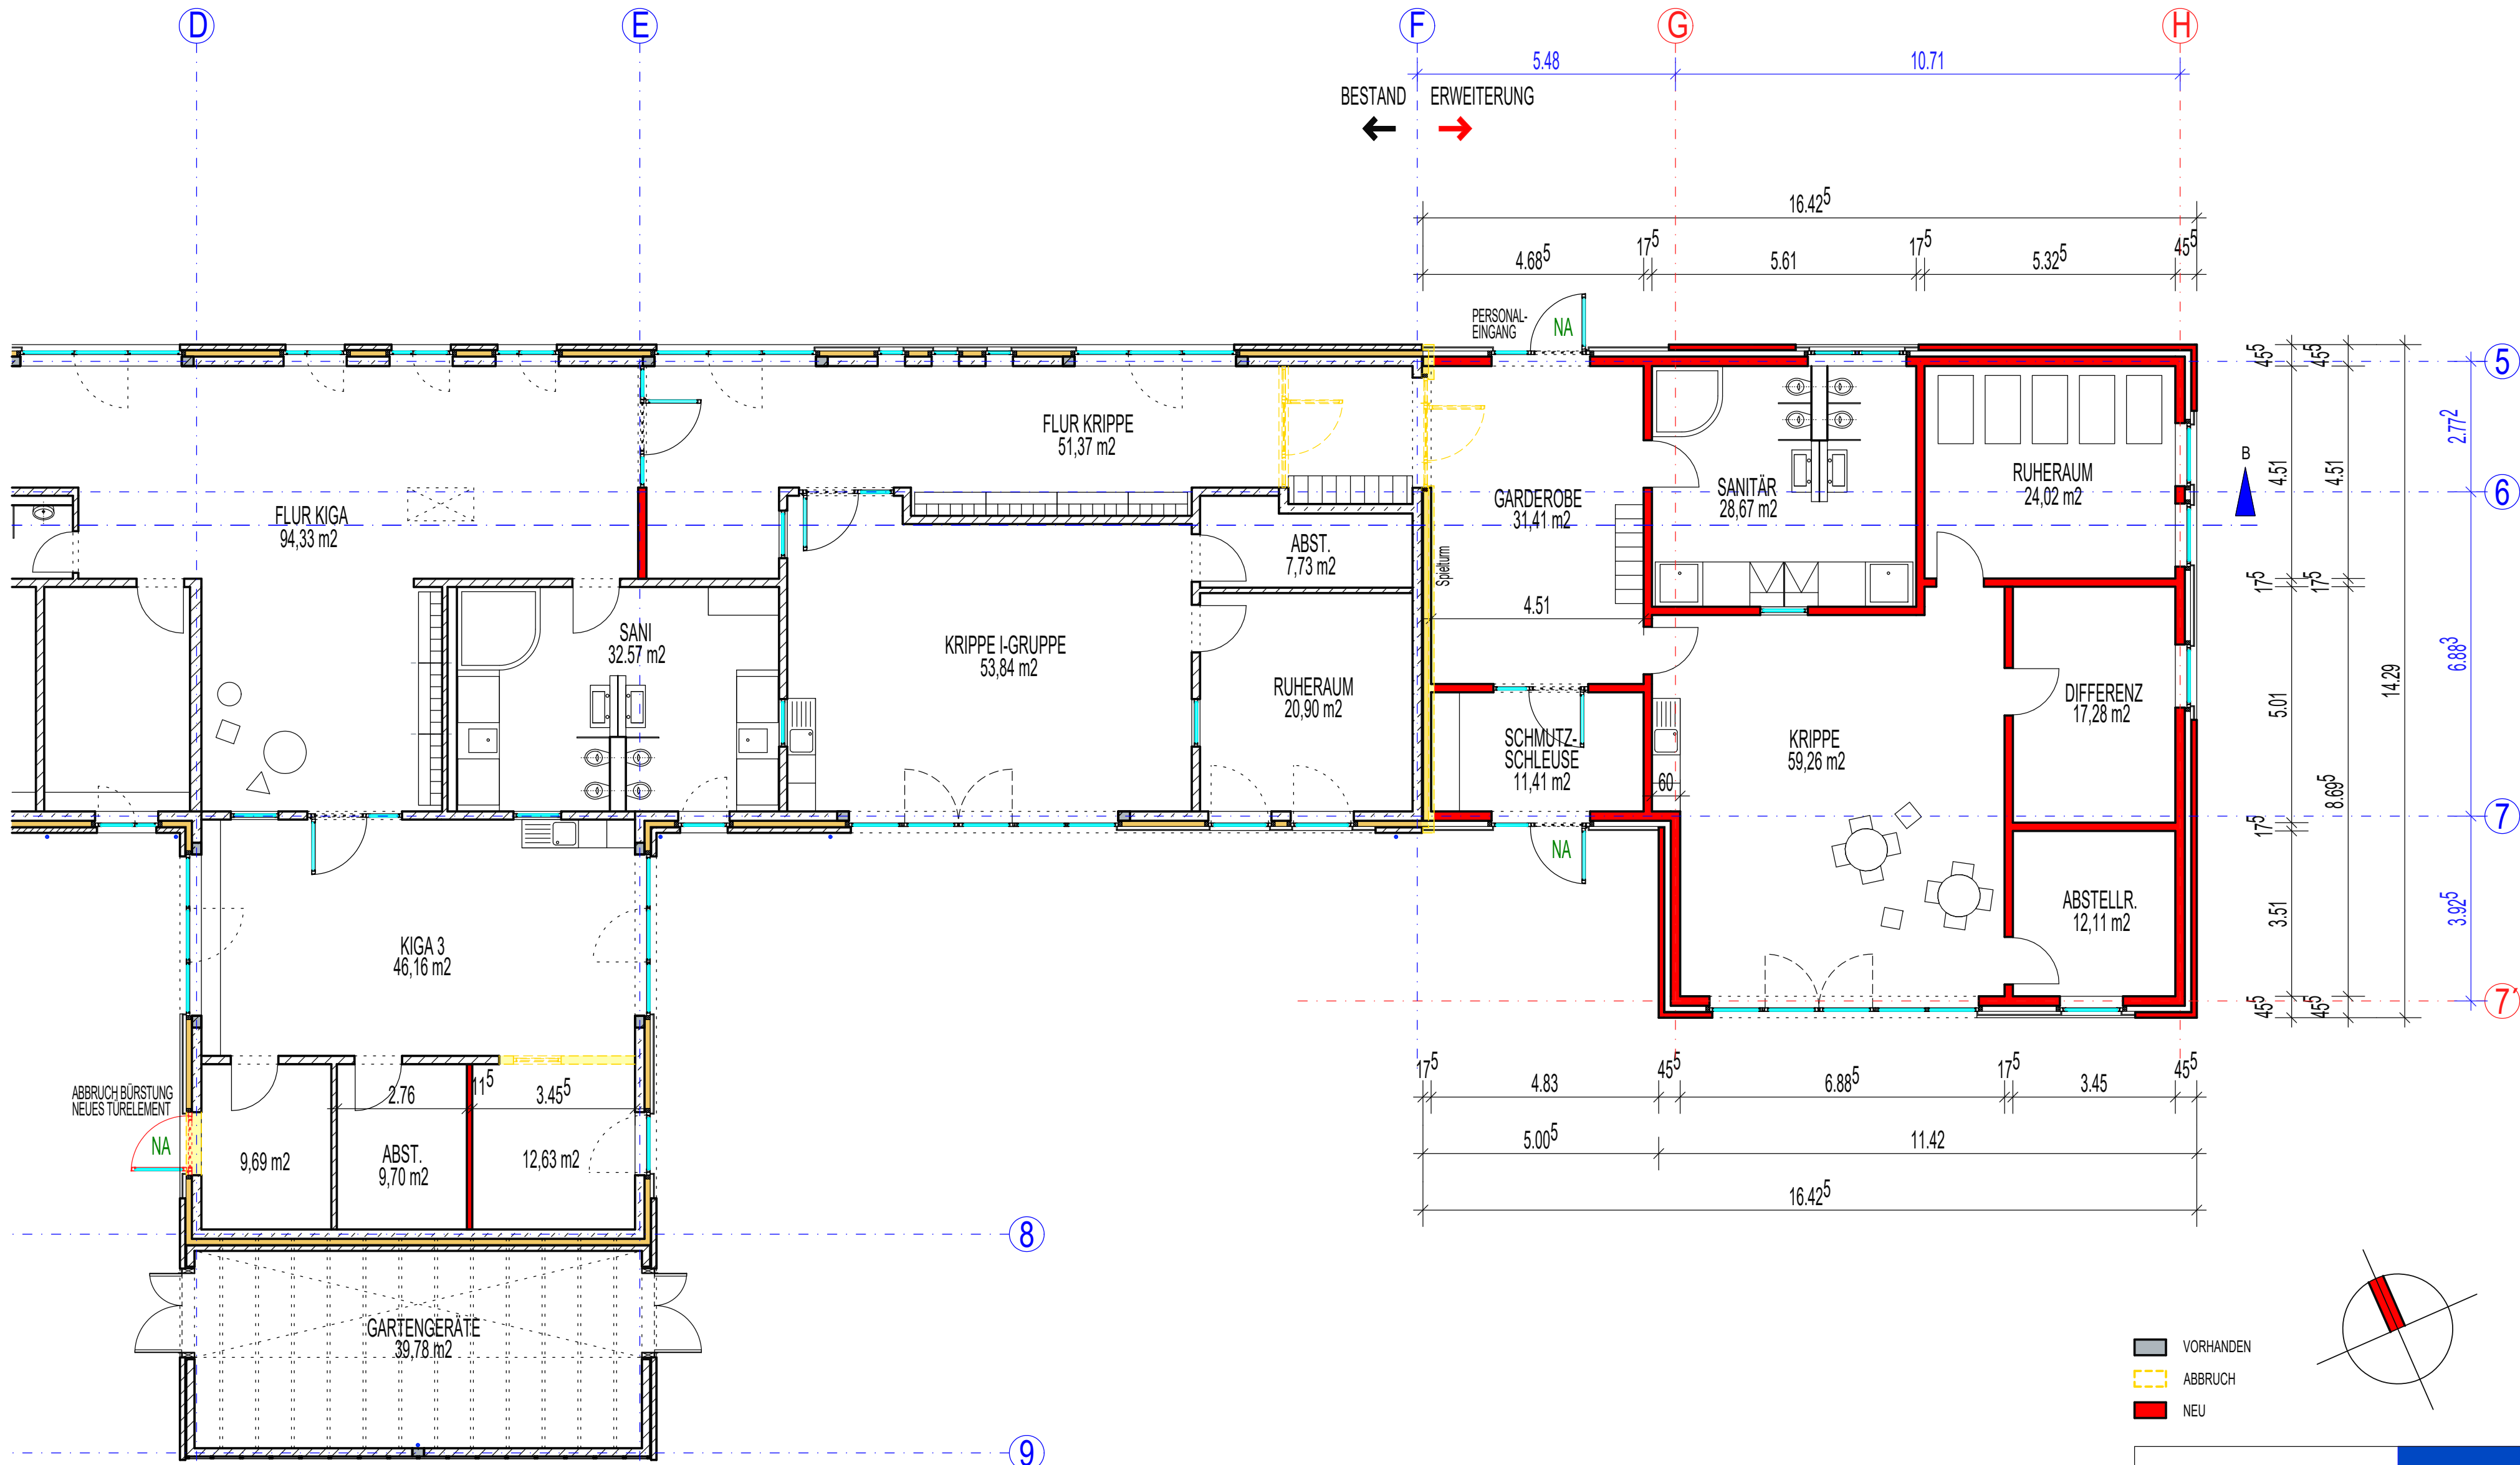 D
E
F
G
H
5.48
10.71
BESTAND
ERWEITERUNG
16.42⁵
4.68⁵
17⁵
5.61
17⁵
5.32⁵
45⁵
PERSONAL-
EINGANG
NA
5
6
7
7'
8
9
FLUR KRIPPE
51,37 m2
FLUR KIGA
94,33 m2
GARDEROBE
31,41 m2
SANITÄR
28,67 m2
RUHERAUM
24,02 m2
B
ABST.
7,73 m2
Spielturm
4.51
SANI
32.57 m2
KRIPPE I-GRUPPE
53,84 m2
RUHERAUM
20,90 m2
SCHMUTZ-
SCHLEUSE
11,41 m2
60
KRIPPE
59,26 m2
DIFFERENZ
17,28 m2
NA
ABSTELLR.
12,11 m2
KIGA 3
46,16 m2
45⁵
4.51
17⁵
5.01
17⁵
3.51
45⁵
45⁵
4.51
17⁵
8.69⁵
45⁵
14.29
2.77²
6.88³
3.92⁵
ABBRUCH BÜRSTUNG
NEUES TÜRELEMENT
NA
2.76
11⁵
3.45⁵
9,69 m2
ABST.
9,70 m2
12,63 m2
17⁵
4.83
45⁵
6.88⁵
17⁵
3.45
45⁵
5.00⁵
11.42
16.42⁵
GARTENGERÄTE
39,78 m2
VORHANDEN
ABBRUCH
NEU